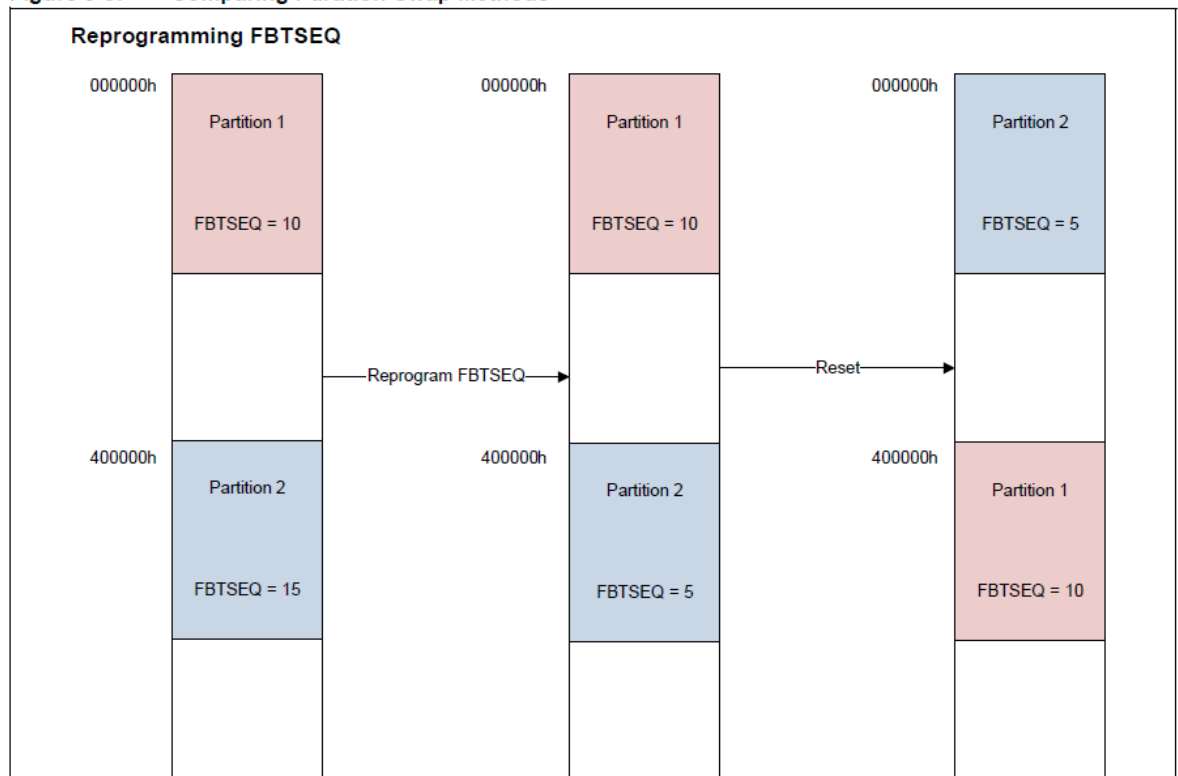 Reprogramming FBTSEQ
000000h
000000h
000000h
Partition 1
Partition 1
Partition 2
FBTSEQ = 10
FBTSEQ = 10
FBTSEQ = 5
Reprogram FBTSEQ
Reset
400000h
400000h
400000h
Partition 2
Partition 2
Partition 1
FBTSEQ = 15
FBTSEQ = 5
FBTSEQ = 10